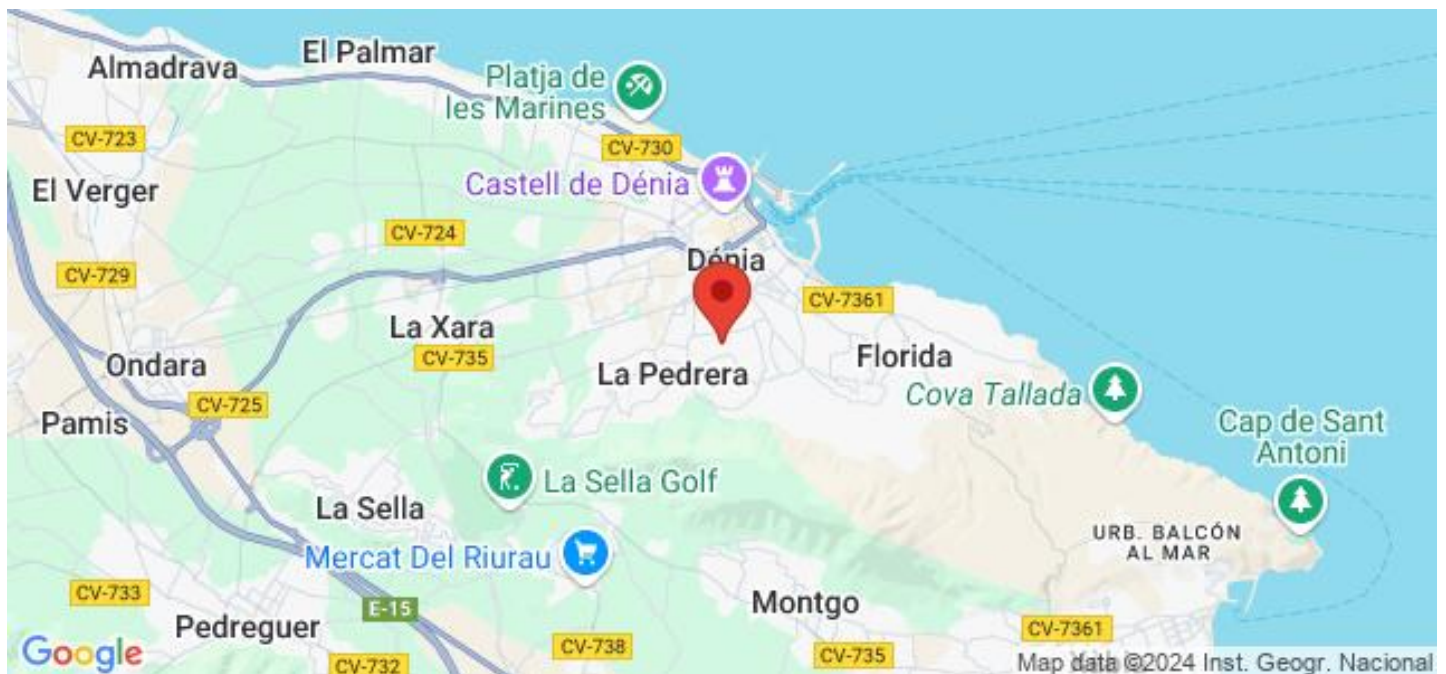 El Palmar
Almadrava
Platja de
les Marines
CV-723
CV-730
El Verger
Castell de Dénia
CV-724
Dénia
CV-729
CV-7361
La Xara
Ondara
CV-735
La Pedrera
Florida
Cova Tallada
CV-725
Pamis
Cap de Sant
Antoni
La Sella Golf
La Sella
URB. BALCÓN
AL MAR
Mercat Del Riurau
CV-733
E-15
Montgo
Pedreguer
CV-7361
Google
CV-732
CV-738
CV-735
Map data ©2024 Inst. Geogr. Nacional